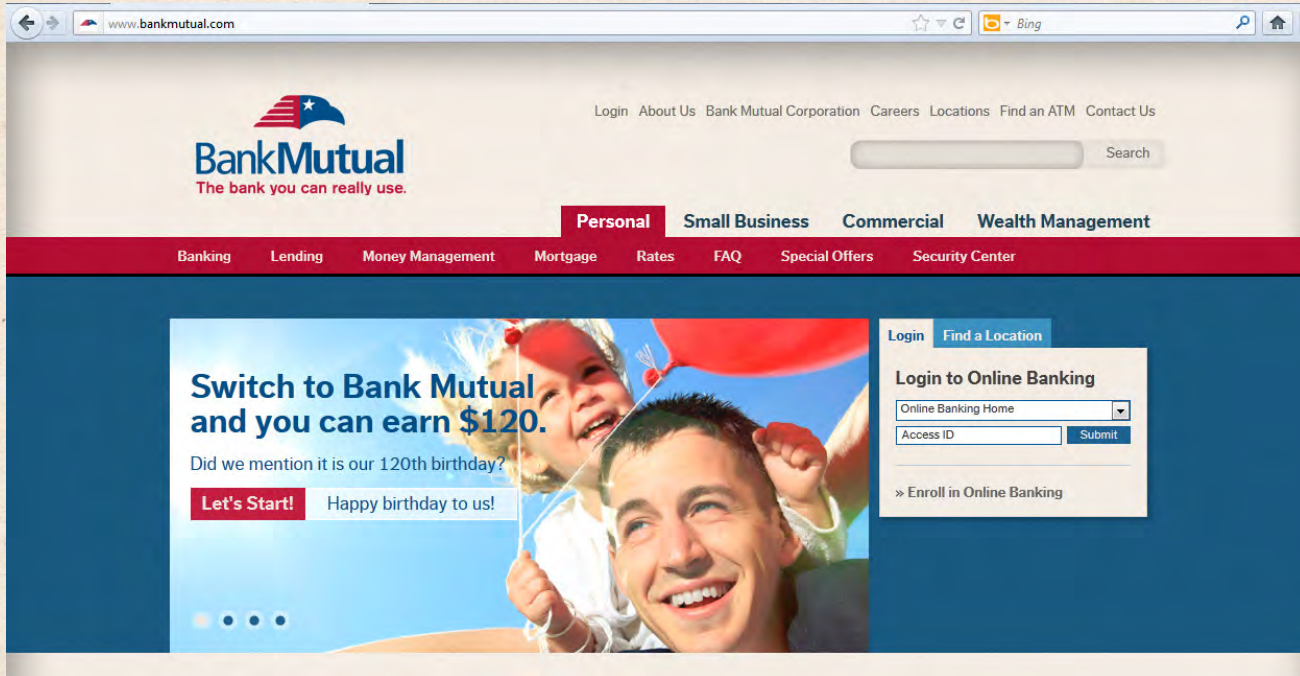 www.bankmutual.com
Bing
Login About Us Bank Mutual Corporation Careers Locations Find an ATM Contact Us
Search
BankMutual
The bank you can really use.
Personal Small Business Commercial Wealth Management
Banking Lending Money Management Mortgage Rates FAQ Special Offers Security Center
Switch to Bank Mutual
and you can earn $120.
Did we mention it is our 120th birthday?
Let's Start! Happy birthday to us!
Login Find a Location
Login to Online Banking
Online Banking Home
Access ID Submit
» Enroll in Online Banking